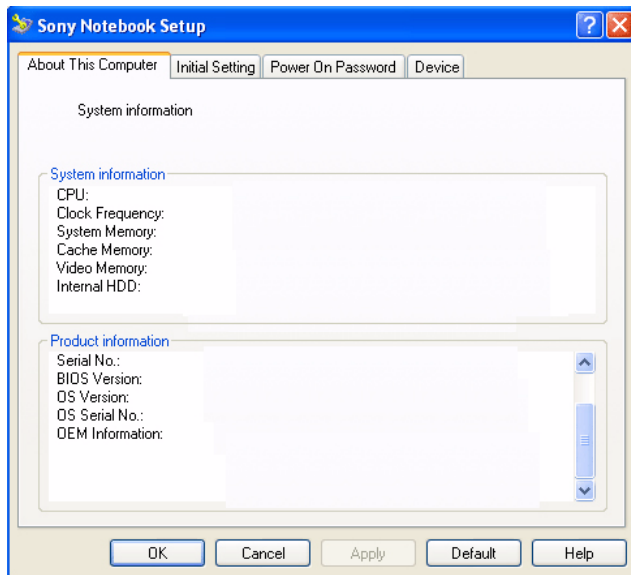 Sony Notebook Setup
About This Computer
Initial Setting
Power On Password
Device
System information
System information
CPU:
Clock Frequency:
System Memory:
Cache Memory:
Video Memory:
Internal HDD:
Product information
Serial No.:
BIOS Version:
OS Version:
OS Serial No.:
OEM Information:
OK
Cancel
Apply
Default
Help